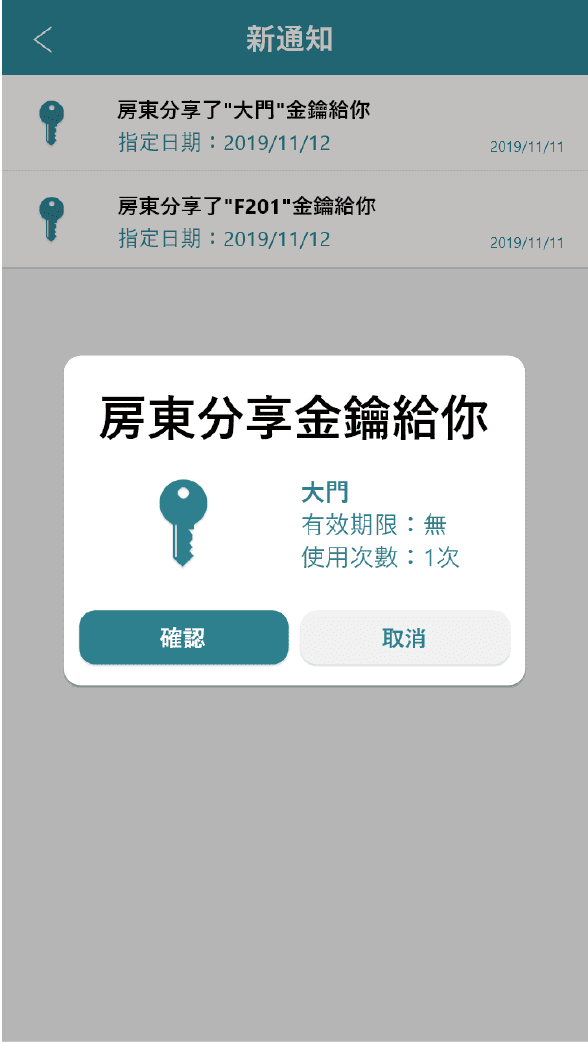 新通知
房東分享了"大門"金鑰給你
指定日期：2019/11/12
2019/11/11
房東分享了"F201"金鑰給你
指定日期：2019/11/12
2019/11/11
房東分享金鑰給你
大門
有效期限：無
使用次數：1次
確認
取消